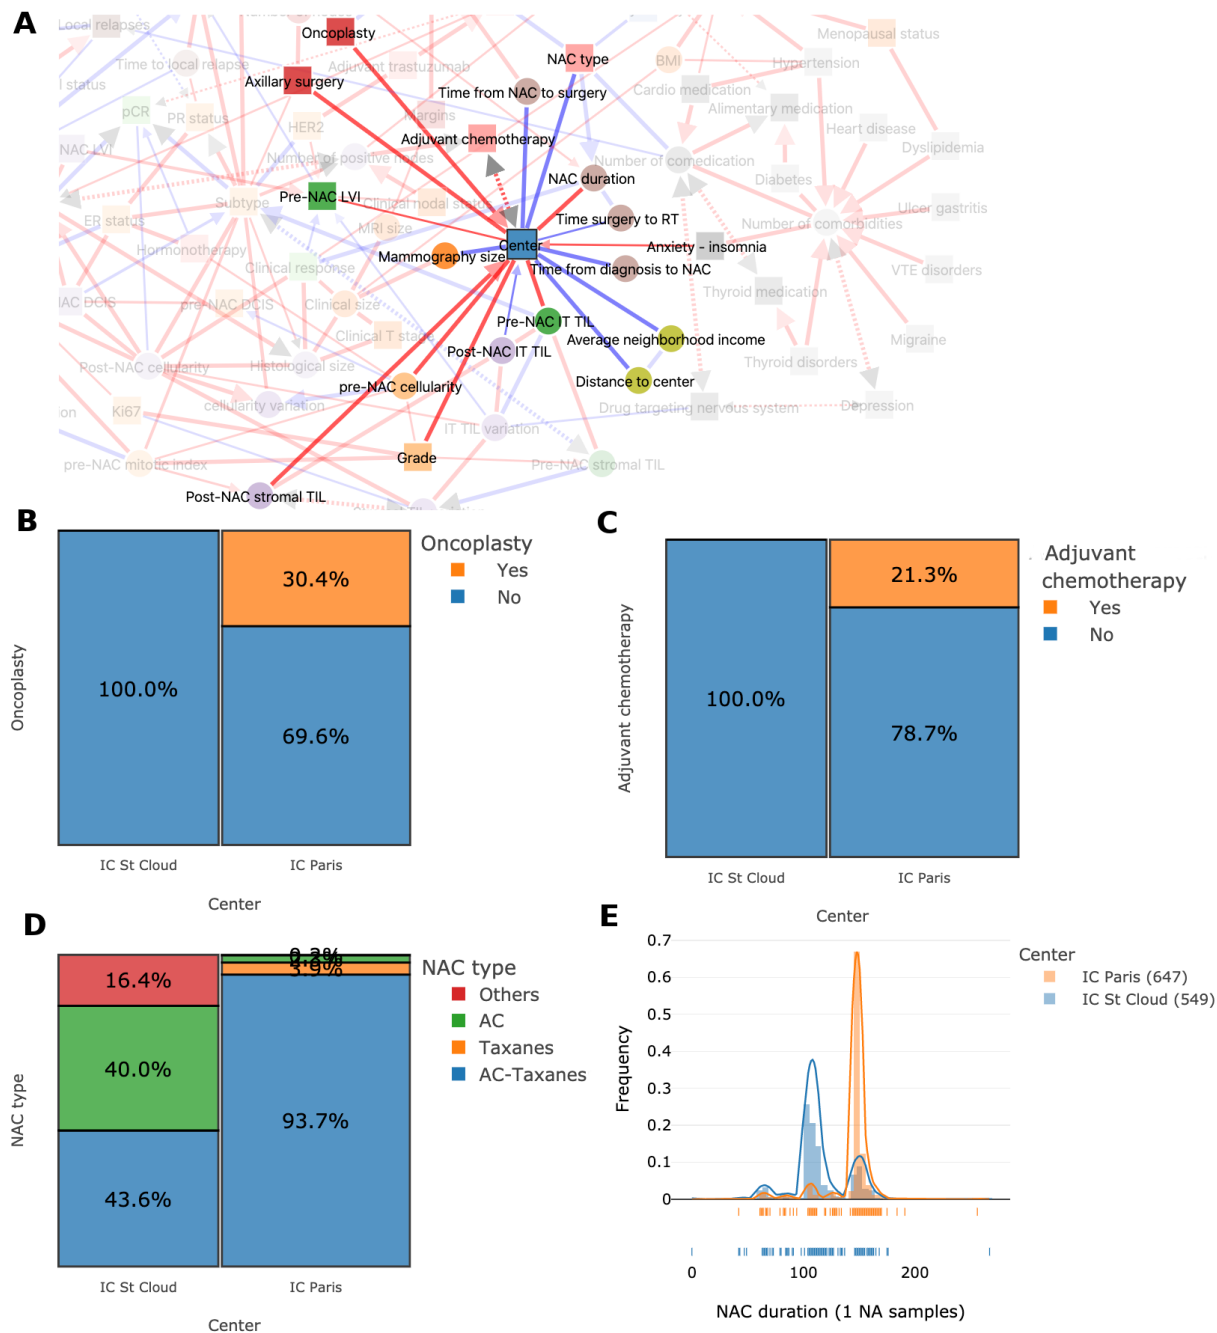 A
Local relapses
Oncoplasty
Menopausal status
NAC type
BMI
Hypertension
Time to local relapse
Adjuvant trastuzumab
l status
Axillary surgery
Time from NAC to surgery
Cardio medication
pCR
PR status
Margins
Alimentary medication
HER2
Heart disease
Adjuvant chemotherapy
NAC LVI
Number of positive nodes
Number of comedication
Dyslipidemia
NAC duration
Diabetes
Pre-NAC LVI
Clinical nodal status
Subtype
Ulcer gastritis
ER status
MRI size
Time surgery to RT
Number of comorbidities
Hormonotherapy
Center
Anxiety - insomnia
Mammography size
Clinical response
Time from diagnosis to NAC
VTE disorders
AC DCIS
pre-NAC DCIS
Clinical size
Thyroid medication
Pre-NAC IT TIL
Clinical T stage
Average neighborhood income
Migraine
Post-NAC IT TIL
Post-NAC cellularity
Histological size
Thyroid disorders
pre-NAC cellularity
Distance to center
cellularity variation
Drug targeting nervous system
Depression
ion
Ki67
IT TIL variation
Grade
pre-NAC mitotic index
Pre-NAC stromal TIL
Post-NAC stromal TIL
B
Oncoplasty
Yes
No
30.4%
100.0%
69.6%
Oncoplasty
IC St Cloud
IC Paris
Center
C
Adjuvant
chemotherapy
Yes
No
21.3%
100.0%
78.7%
Adjuvant chemotherapy
IC St Cloud
IC Paris
Center
D
NAC type
Others
AC
Taxanes
AC-Taxanes
16.4%
3.9%
40.0%
93.7%
43.6%
NAC type
IC St Cloud
IC Paris
Center
E
Center
IC Paris (647)
IC St Cloud (549)
0.7
0.6
0.5
0.4
0.3
0.2
0.1
0
Frequency
0
100
200
NAC duration (1 NA samples)